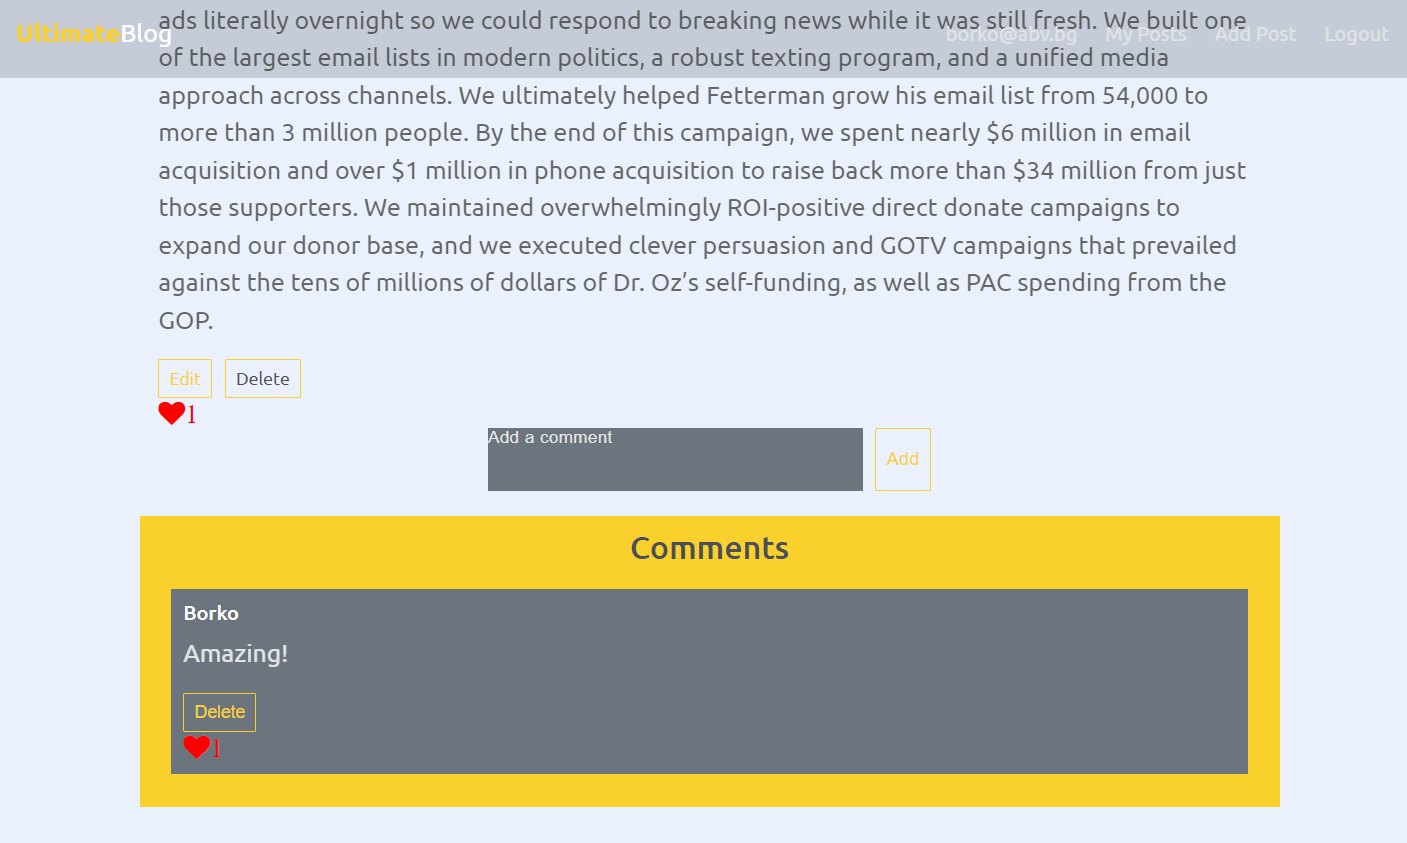 UltimateBlog
borko@abv.bg My Posts Add Post Logout
ads literally overnight so we could respond to breaking news while it was still fresh. We built one
of the largest email lists in modern politics, a robust texting program, and a unified media
approach across channels. We ultimately helped Fetterman grow his email list from 54,000 to
more than 3 million people. By the end of this campaign, we spent nearly $6 million in email
acquisition and over $1 million in phone acquisition to raise back more than $34 million from just
those supporters. We maintained overwhelmingly ROI-positive direct donate campaigns to
expand our donor base, and we executed clever persuasion and GOTV campaigns that prevailed
against the tens of millions of dollars of Dr. Oz’s self-funding, as well as PAC spending from the
GOP.
Edit Delete
1
Add a comment Add
Comments
Borko
Amazing!
Delete
1